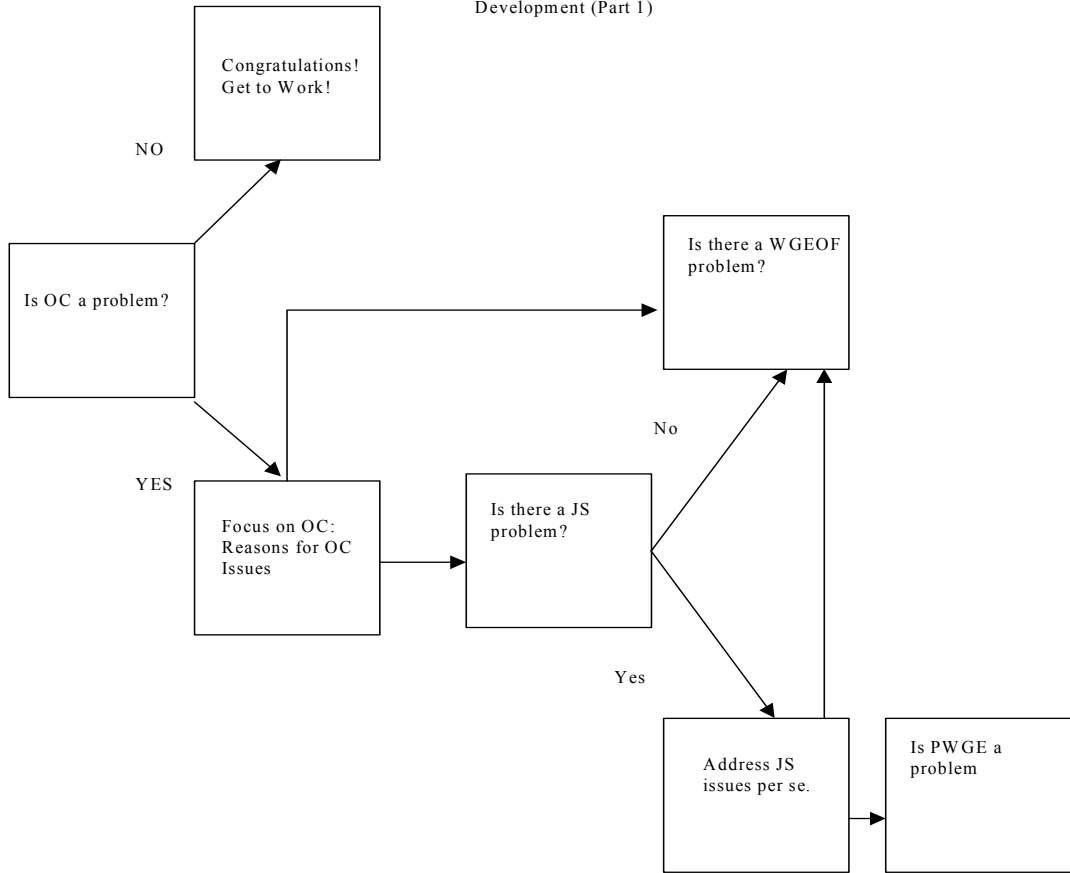 Development (Part 1)
Congratulations!
Get to Work!
NO
Is there a WGEOF
problem?
Is OC a problem?
No
YES
Focus on OC:
Reasons for OC
Issues
Is there a JS
problem?
Yes
Address JS
issues per se.
Is PWGE a
problem